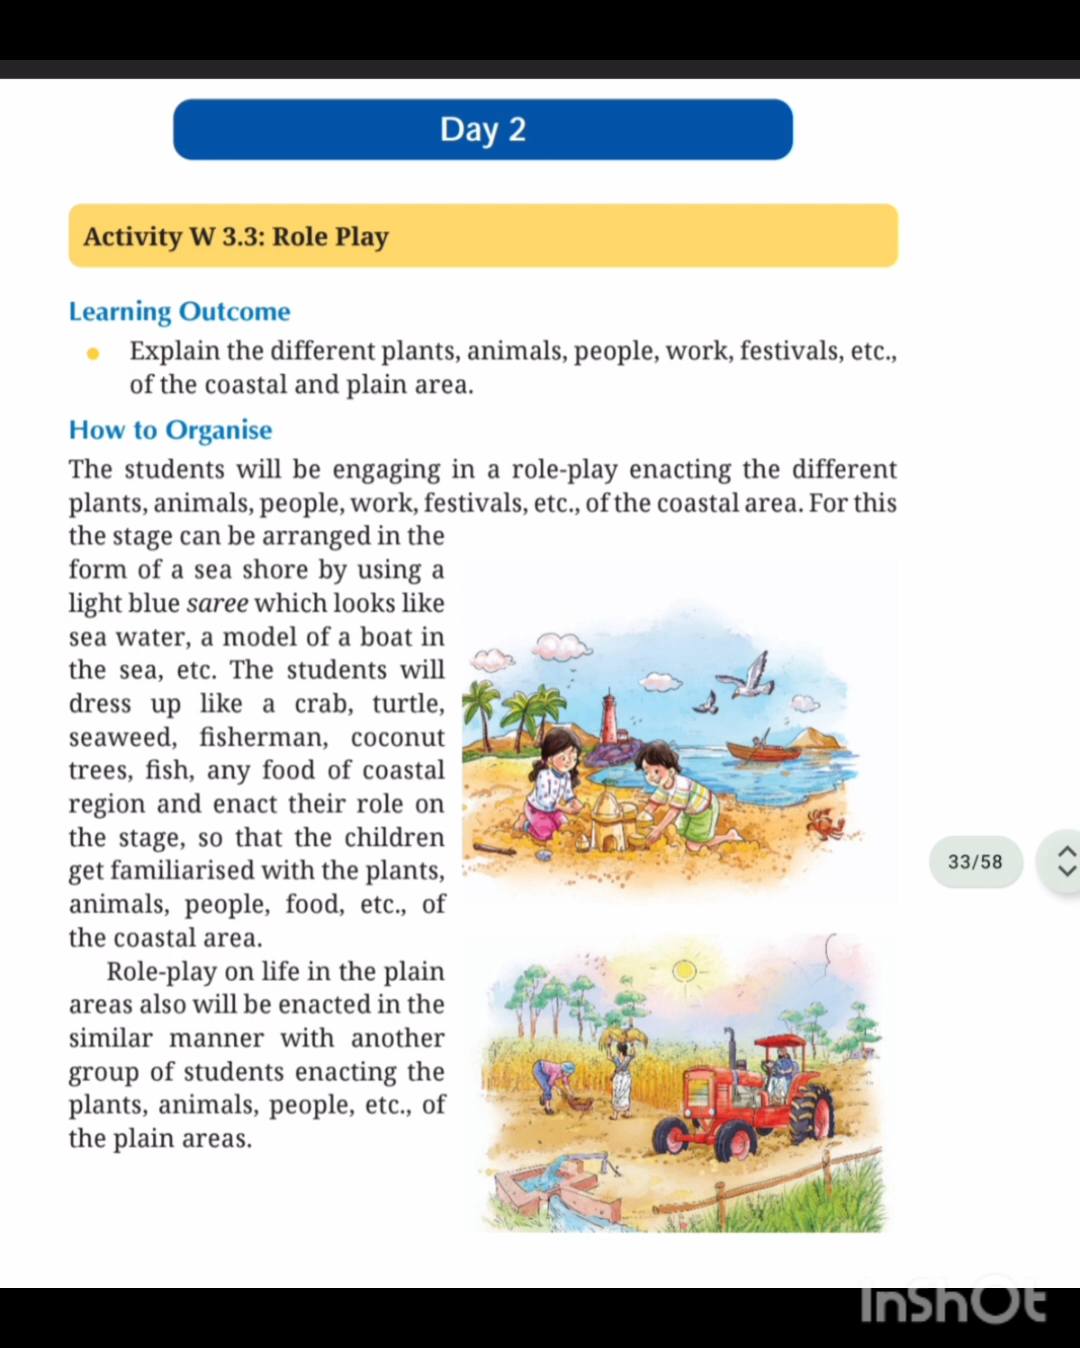 Day 2
Activity W 3.3: Role Play
Learning Outcome
Explain the different plants, animals, people, work, festivals, etc.,
of the coastal and plain area.
How to Organise
The students will be engaging in a role-play enacting the different
plants, animals, people, work, festivals, etc., of the coastal area. For this
the stage can be arranged in the
form of a sea shore by using a
light blue saree which looks like
sea water, a model of a boat in
the sea, etc. The students will
dress up like a crab, turtle,
seaweed, fisherman, coconut
trees, fish, any food of coastal
region and enact their role on
the stage, so that the children
get familiarised with the plants,
animals, people, food, etc., of
the coastal area.
Role-play on life in the plain
areas also will be enacted in the
similar manner with another
group of students enacting the
plants, animals, people, etc., of
the plain areas.
33/58
InShOt